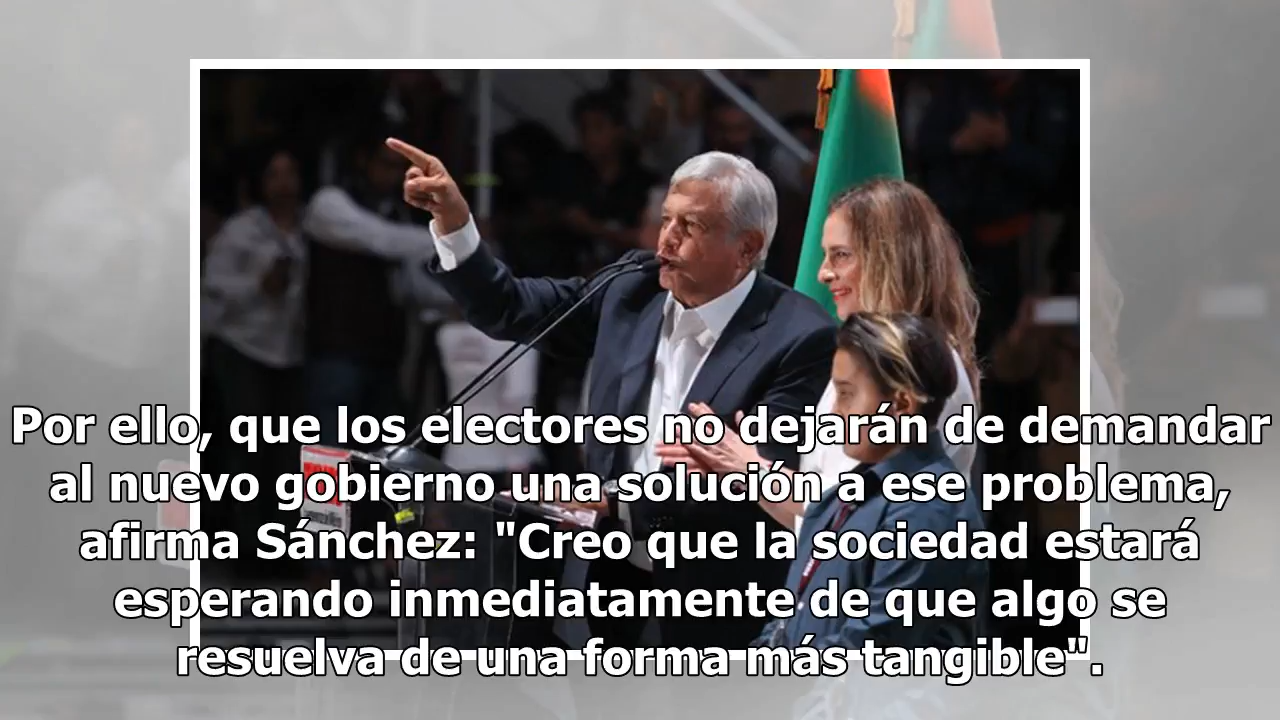 Por ello, que los electores no dejarán de demandar
al nuevo gobierno una solución a ese problema,
afirma Sánchez: "Creo que la sociedad estará
esperando inmediatamente de que algo se
resuelva de una forma más tangible".